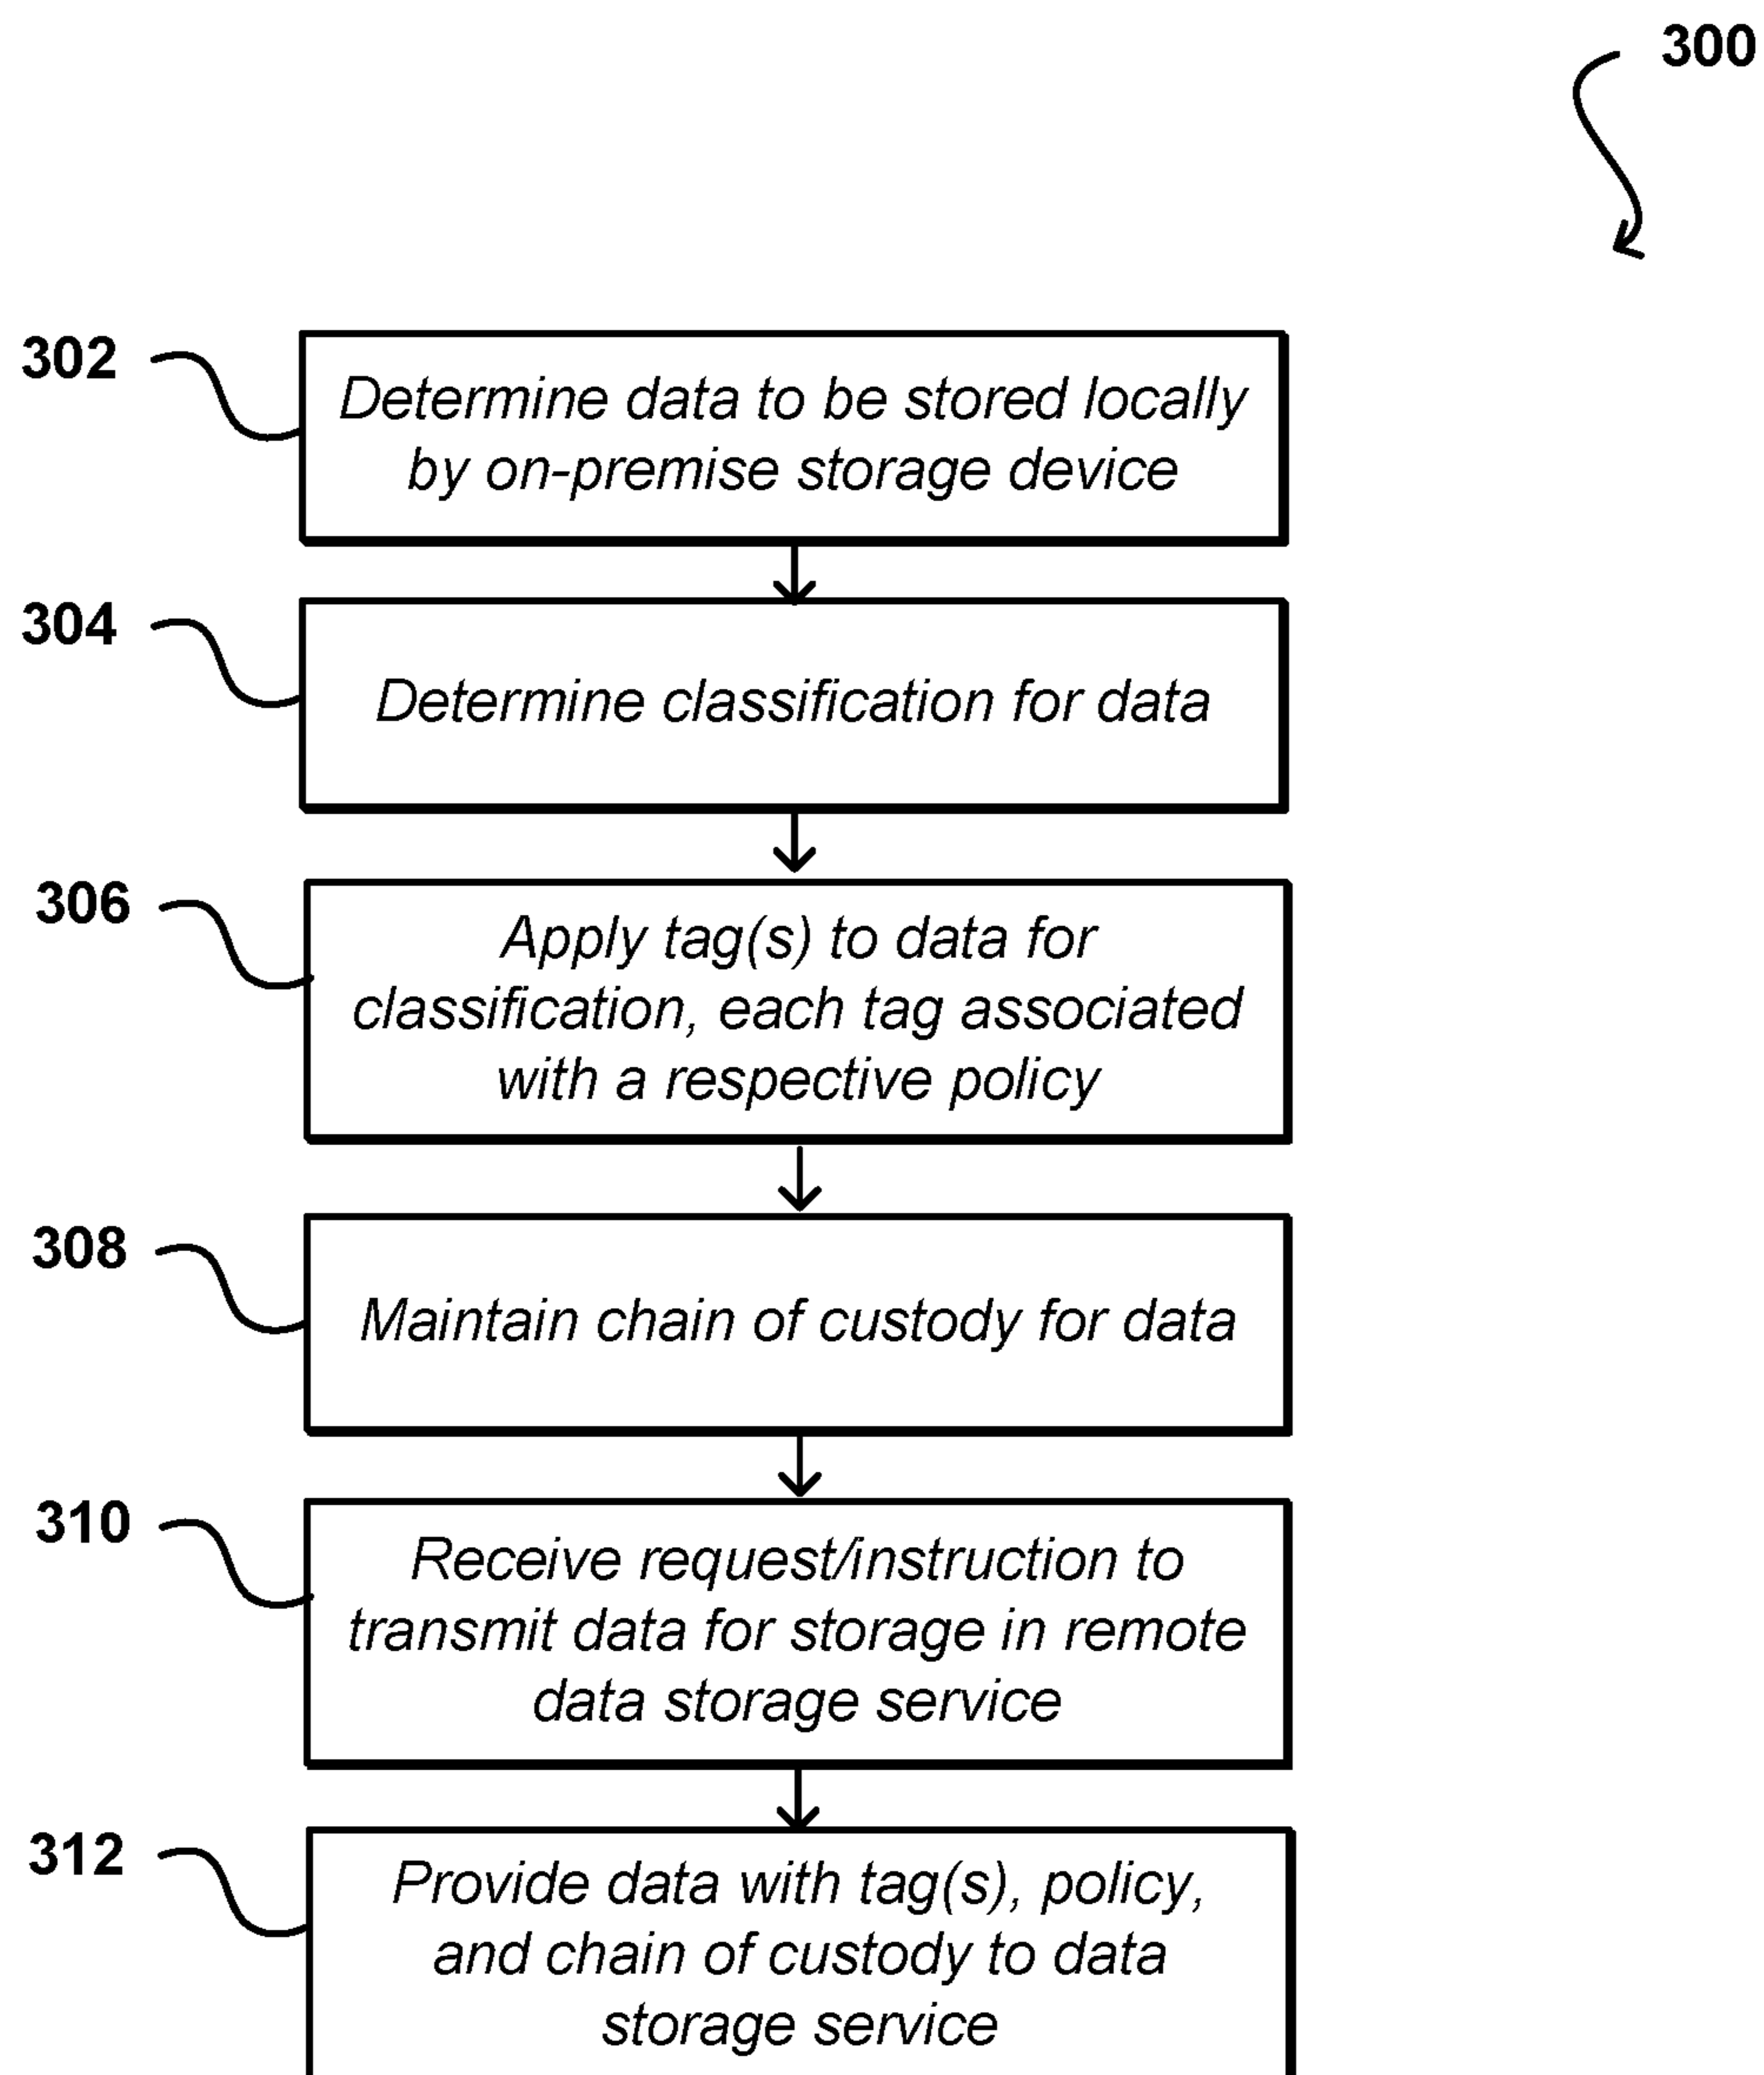 300
302
Determine data to be stored locally
by on-premise storage device
304
Determine classification for data
306
Apply tag(s) to data for
classification, each tag associated
with a respective policy
308
Maintain chain of custody for data
310
Receive request/instruction to
transmit data for storage in remote
data storage service
312
Provide data with tag(s), policy,
and chain of custody to data
storage service